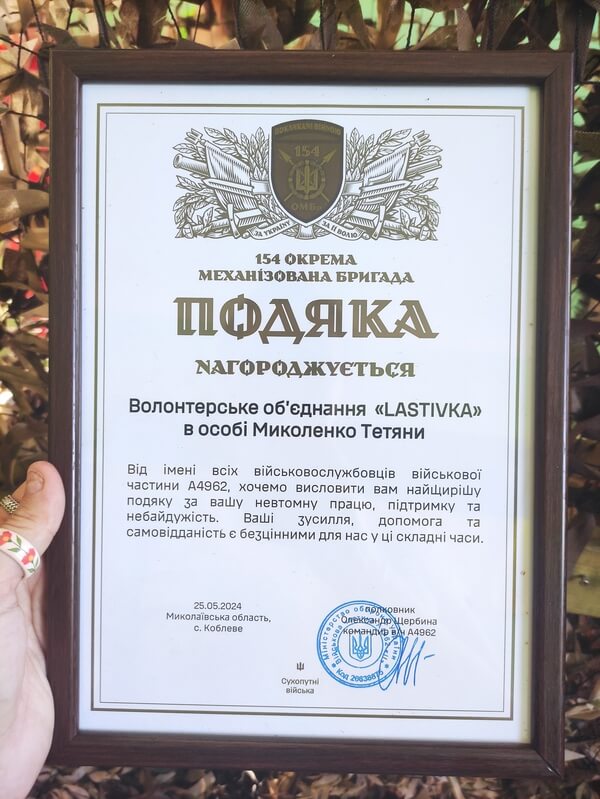 ПОКАЧКАЛІ ВІЙНОЮ
154
ОМБр
ЗА УКРАЇНУ ЗА ЇЇ ВОЛЮ
154 ОКРЕМА
МЕХАНІЗОВАНА БРИГАДА
ПОДЯКА
НАГОРОДЖУЄТЬСЯ
Волонтерське об'єднання «LASTIVKA»
в особі Миколенко Тетяни
Від імені всіх військовослужбовців військової
частини А4962, хочемо висловити вам найщирішу
подяку за вашу невтомну працю, підтримку та
небайдужість. Ваші зусилля, допомога та
самовідданість є безцінними для нас у ці складні часи.
25.05.2024
Миколаївська область,
с. Коблеве
полковник
Олександр Щербина
командир в/ч А4962
Міністерство оборони України
Код 26638875
Сухопутні
війська